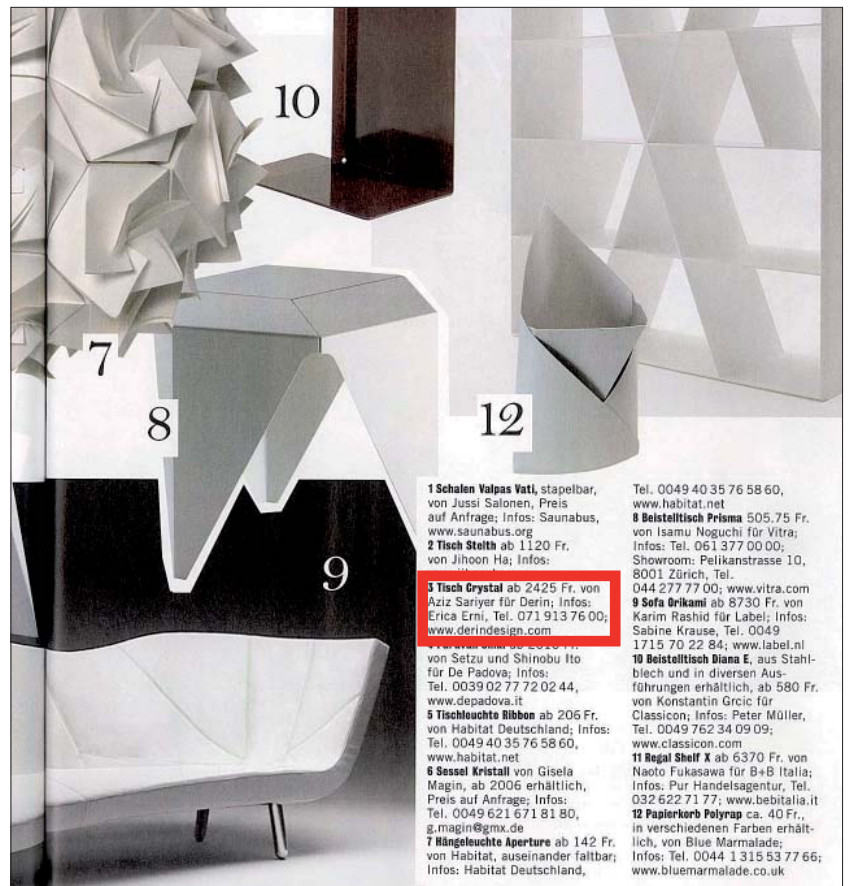 10
7
8
12
9
1 Schalen Valpas Vati, stapelbar,
von Jussi Salonen, Preis
auf Anfrage; Infos: Saunabus,
www.saunabus.org
2 Tisch Stelth ab 1120 Fr.
von Jihoon Ha; Infos:
3 Tisch Crystal ab 2425 Fr. von
Aziz Sariyer für Derin; Infos:
Erica Erni, Tel. 071 913 76 00;
www.derindesign.com
von Setzu und Shinobu Ito
für De Padova; Infos:
Tel. 0039 02 77 72 02 44,
www.depadova.it
5 Tischleuchte Ribbon ab 206 Fr.
von Habitat Deutschland; Infos:
Tel. 0049 40 35 76 58 60,
www.habitat.net
6 Sessel Kristall von Gisela
Magin, ab 2006 erhältlich,
Preis auf Anfrage; Infos:
Tel. 0049 621 671 81 80,
g.magin@gmx.de
7 Hängeleuchte Aperture ab 142 Fr.
von Habitat, auseinander faltbar;
Infos: Habitat Deutschland,
Tel. 0049 40 35 76 58 60,
www.habitat.net
8 Beistelltisch Prisma 505.75 Fr.
von Isamu Noguchi für Vitra;
Infos: Tel. 061 377 00 00;
Showroom: Pelikanstrasse 10,
8001 Zürich, Tel.
044 277 77 00; www.vitra.com
9 Sofa Orikami ab 8730 Fr. von
Karim Rashid für Label; Infos:
Sabine Krause, Tel. 0049
1715 70 22 84; www.label.nl
10 Beistelltisch Diana E, aus Stahl-
blech und in diversen Aus-
führungen erhältlich, ab 580 Fr.
von Konstantin Grcic für
Classicon; Infos: Peter Müller,
Tel. 0049 762 34 09 09;
www.classicon.com
11 Regal Shelf X ab 6370 Fr. von
Naoto Fukasawa für B+B Italia;
Infos: Pur Handelsagentur, Tel.
032 622 71 77; www.bebitalia.it
12 Papierkorb Polyrap ca. 40 Fr.,
in verschiedenen Farben erhält-
lich, von Blue Marmalade;
Infos: Tel. 0044 1 315 53 77 66;
www.bluemarmalade.co.uk